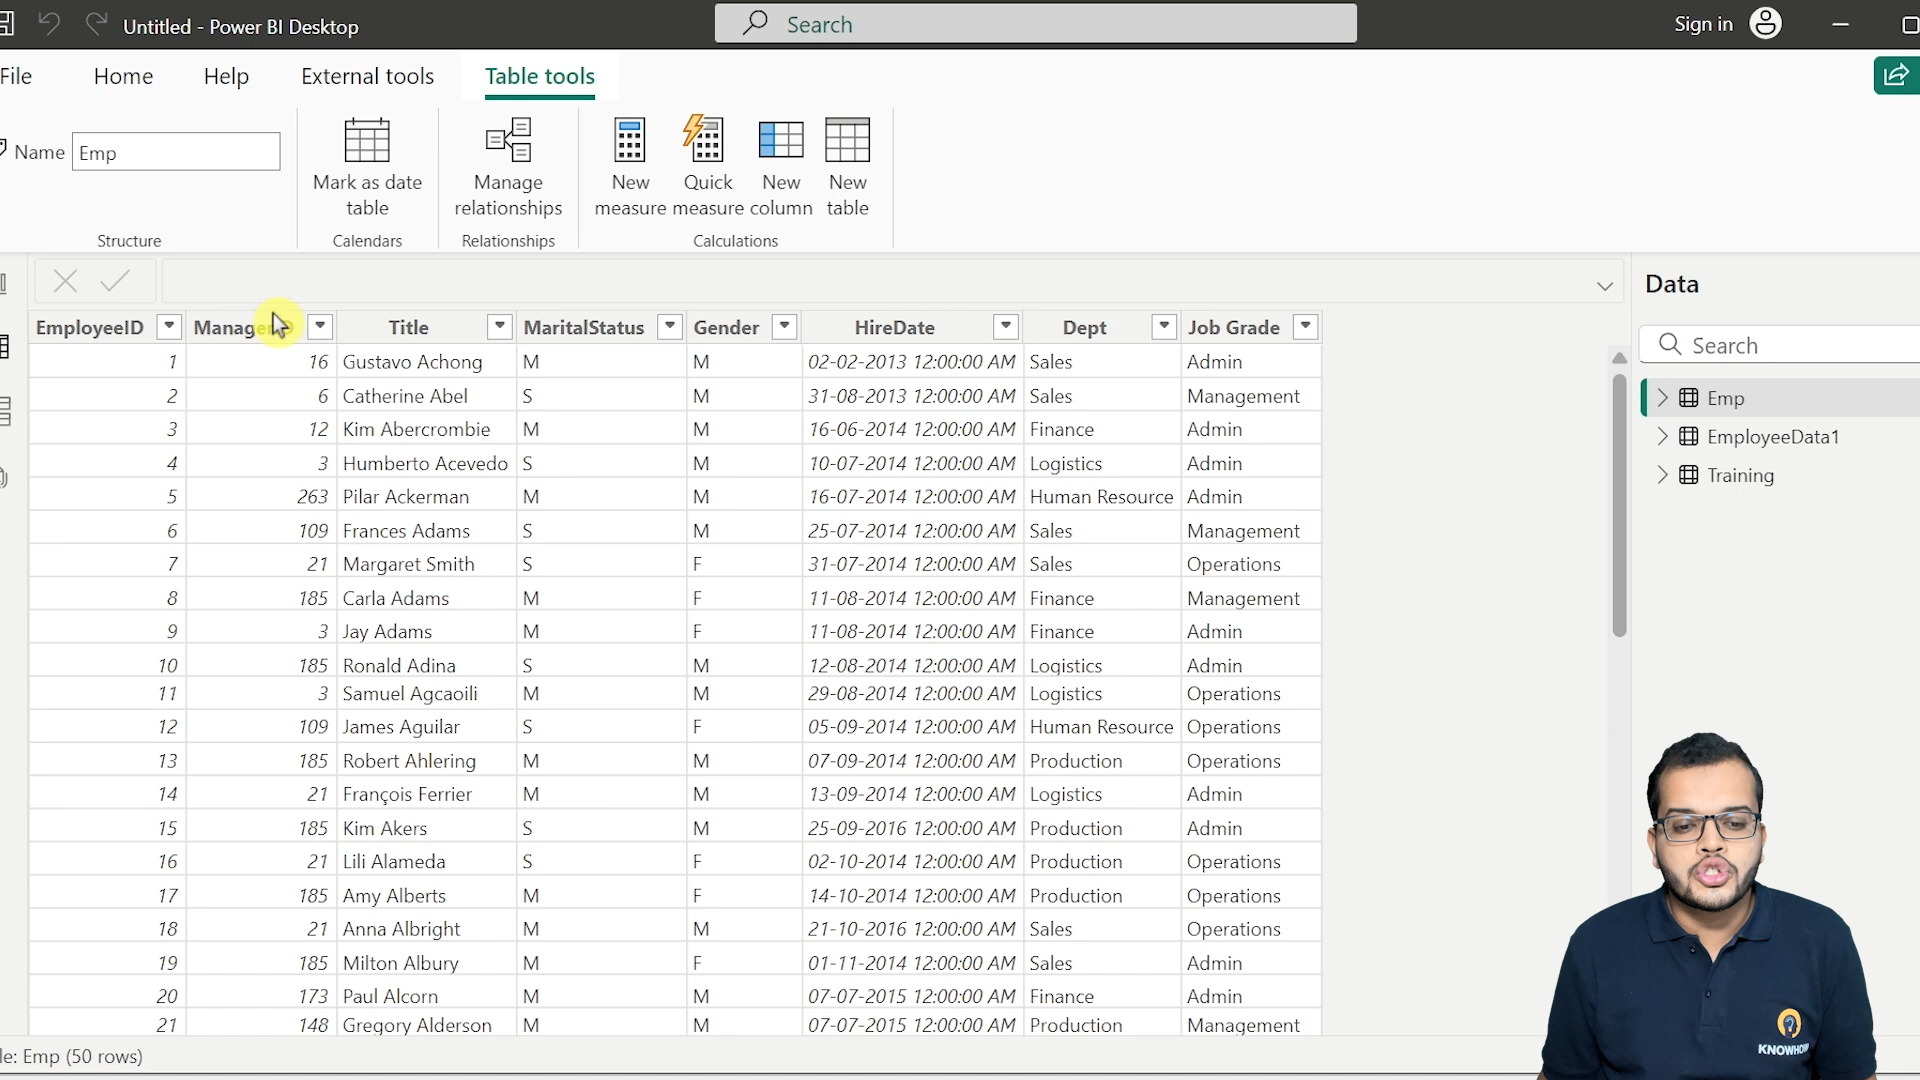 Untitled - Power BI Desktop
Search
Sign in
File
Home
Help
External tools
Table tools
Name
Emp
Mark as date
table
Manage
relationships
New
measure
Quick
measure
New
column
New
table
Structure
Calendars
Relationships
Calculations
Data
Search
Emp
EmployeeData1
Training
EmployeeID Title MaritalStatus Gender HireDate Dept Job Grade
1 16 Gustavo Achong M M 02-02-2013 12:00:00 AM Sales Admin
2 6 Catherine Abel S M 31-08-2013 12:00:00 AM Sales Management
3 12 Kim Abercrombie M M 16-06-2014 12:00:00 AM Finance Admin
4 3 Humberto Acevedo S M 10-07-2014 12:00:00 AM Logistics Admin
5 263 Pilar Ackerman M M 16-07-2014 12:00:00 AM Human Resource Admin
6 109 Frances Adams S M 25-07-2014 12:00:00 AM Sales Management
7 21 Margaret Smith S F 31-07-2014 12:00:00 AM Sales Operations
8 185 Carla Adams M F 11-08-2014 12:00:00 AM Finance Management
9 3 Jay Adams M F 11-08-2014 12:00:00 AM Finance Admin
10 185 Ronald Adina S M 12-08-2014 12:00:00 AM Logistics Admin
11 3 Samuel Agcaoili M M 29-08-2014 12:00:00 AM Logistics Operations
12 109 James Aguilar S F 05-09-2014 12:00:00 AM Human Resource Operations
13 185 Robert Ahlering M M 07-09-2014 12:00:00 AM Production Operations
14 21 François Ferrier M M 13-09-2014 12:00:00 AM Logistics Admin
15 185 Kim Akers S M 25-09-2016 12:00:00 AM Production Admin
16 21 Lili Alameda S F 02-10-2014 12:00:00 AM Production Operations
17 185 Amy Alberts M F 14-10-2014 12:00:00 AM Production Operations
18 21 Anna Albright M M 21-10-2016 12:00:00 AM Sales Operations
19 185 Milton Albury M F 01-11-2014 12:00:00 AM Sales Admin
20 173 Paul Alcorn M M 07-07-2015 12:00:00 AM Finance Admin
21 148 Gregory Alderson M M 07-07-2015 12:00:00 AM Production Management
le: Emp (50 rows)